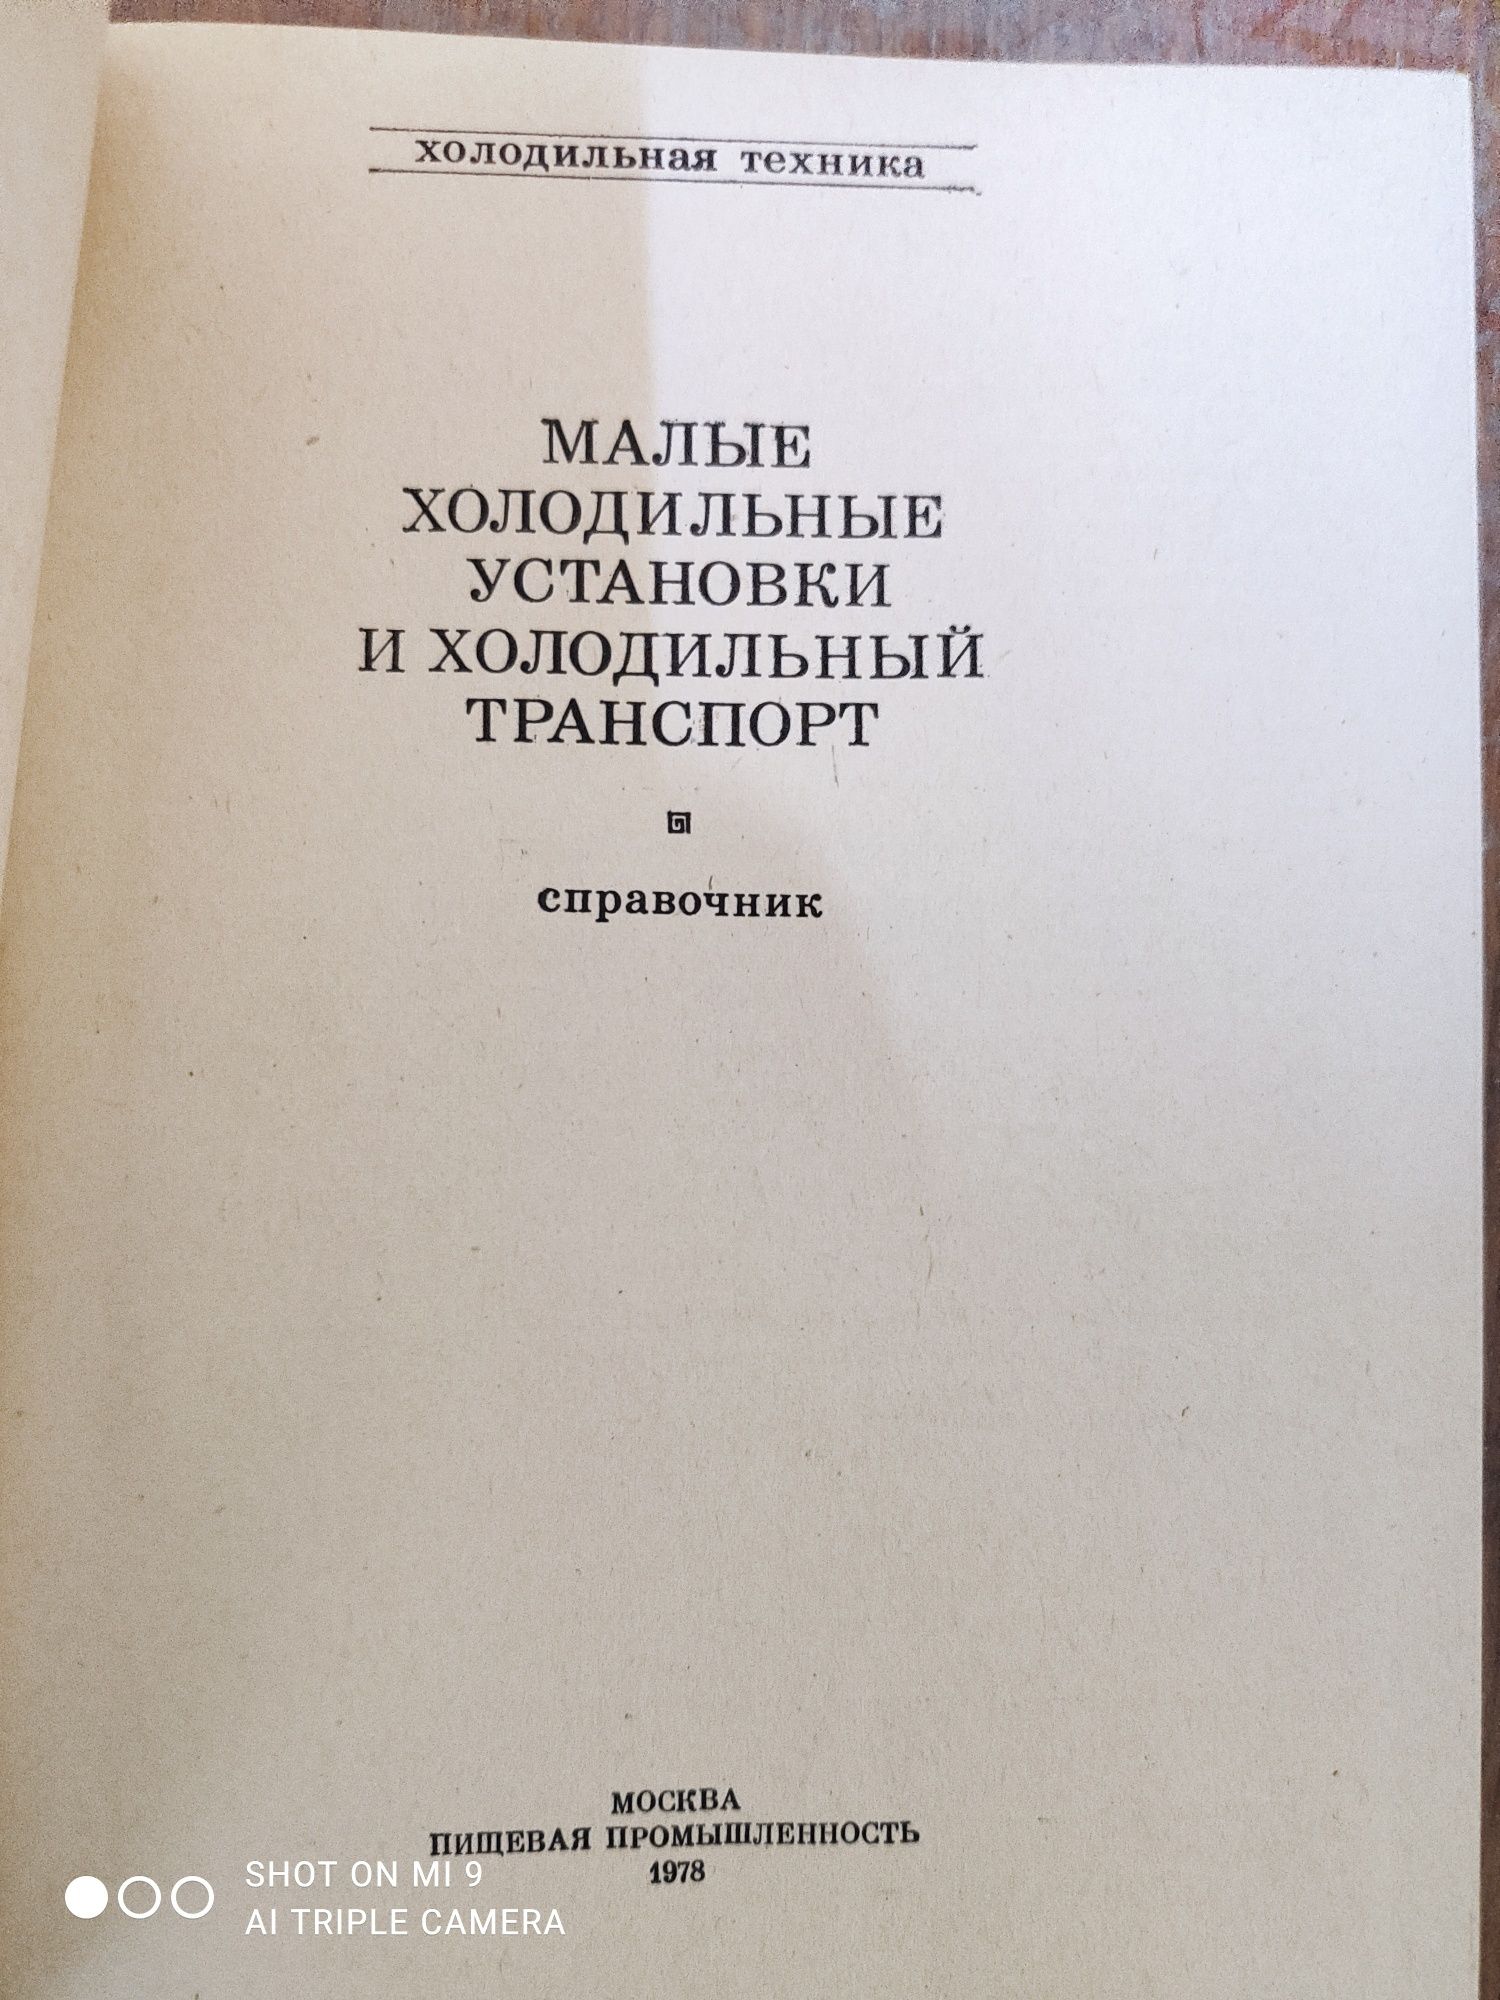 холодильная техника
МАЛЫЕ
ХОЛОДИЛЬНЫЕ
УСТАНОВКИ
И ХОЛОДИЛЬНЫЙ
ТРАНСПОРТ
справочник
МОСКВА
ПИЩЕВАЯ ПРОМЫШЛЕННОСТЬ
1978
SHOT ON MI 9
AI TRIPLE CAMERA